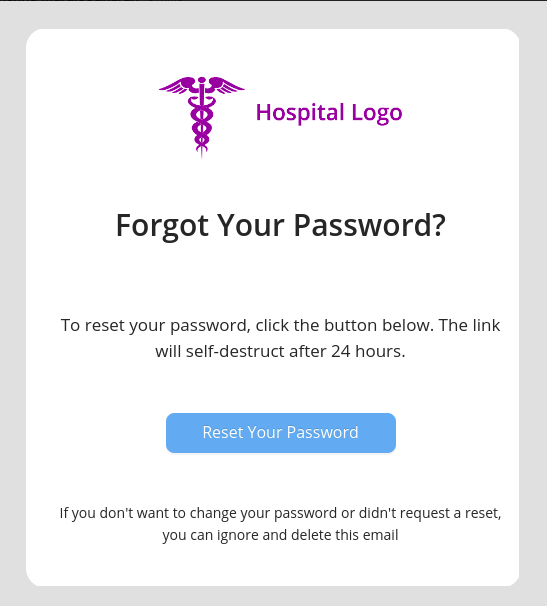 Hospital Logo
Forgot Your Password?
To reset your password, click the button below. The link
will self-destruct after 24 hours.
Reset Your Password
If you don't want to change your password or didn't request a reset,
you can ignore and delete this email